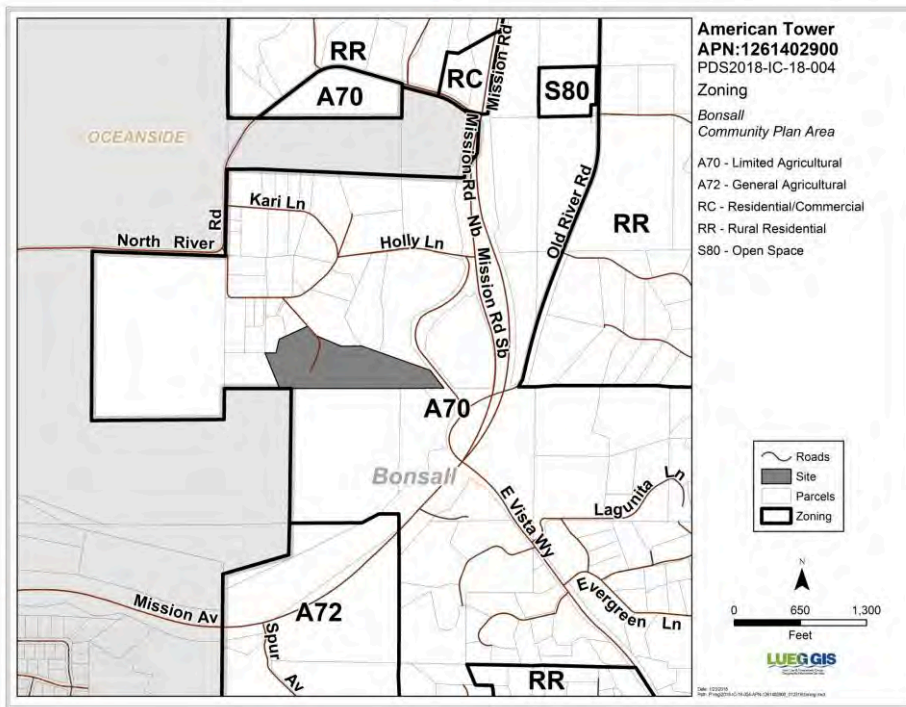 American Tower
APN:1261402900
PDS2018-IC-18-004
Zoning
Bonsall
Community Plan Area
A70 - Limited Agricultural
A72 - General Agricultural
RC - Residential/Commercial
RR - Rural Residential
S80 - Open Space
RR
RC
Mission Rd
A70
S80
OCEANSIDE
Mission Rd Nb
Old River Rd
RR
Kari Ln
North River Rd
Holly Ln
Mission Rd Sb
A70
Bonsall
E Vista Wy
Lagunita Ln
Evergreen Ln
Mission Av
A72
Spur Av
RR
Roads
Site
Parcels
Zoning
N
0 650 1,300
Feet
LUEG GIS